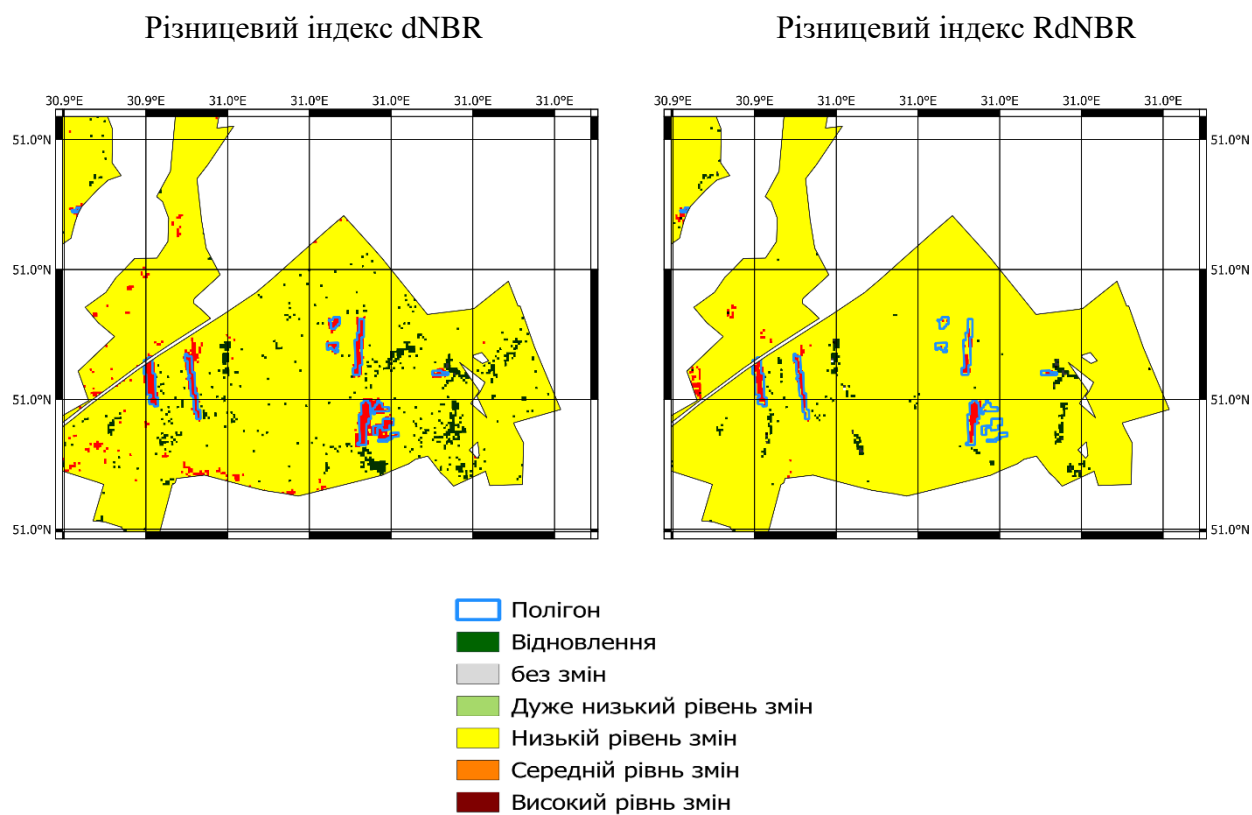 Різницевий індекс dNBR
Різницевий індекс RdNBR
30.9°E 30.9°E 31.0°E 31.0°E 31.0°E 31.0°E 31.0°E
30.9°E 30.9°E 31.0°E 31.0°E 31.0°E 31.0°E 31.0°E
51.0°N
51.0°N
51.0°N
51.0°N
51.0°N
51.0°N
51.0°N
51.0°N
Полігон
Відновлення
без змін
Дуже низький рівень змін
Низькій рівень змін
Середній рівнь змін
Високий рівнь змін